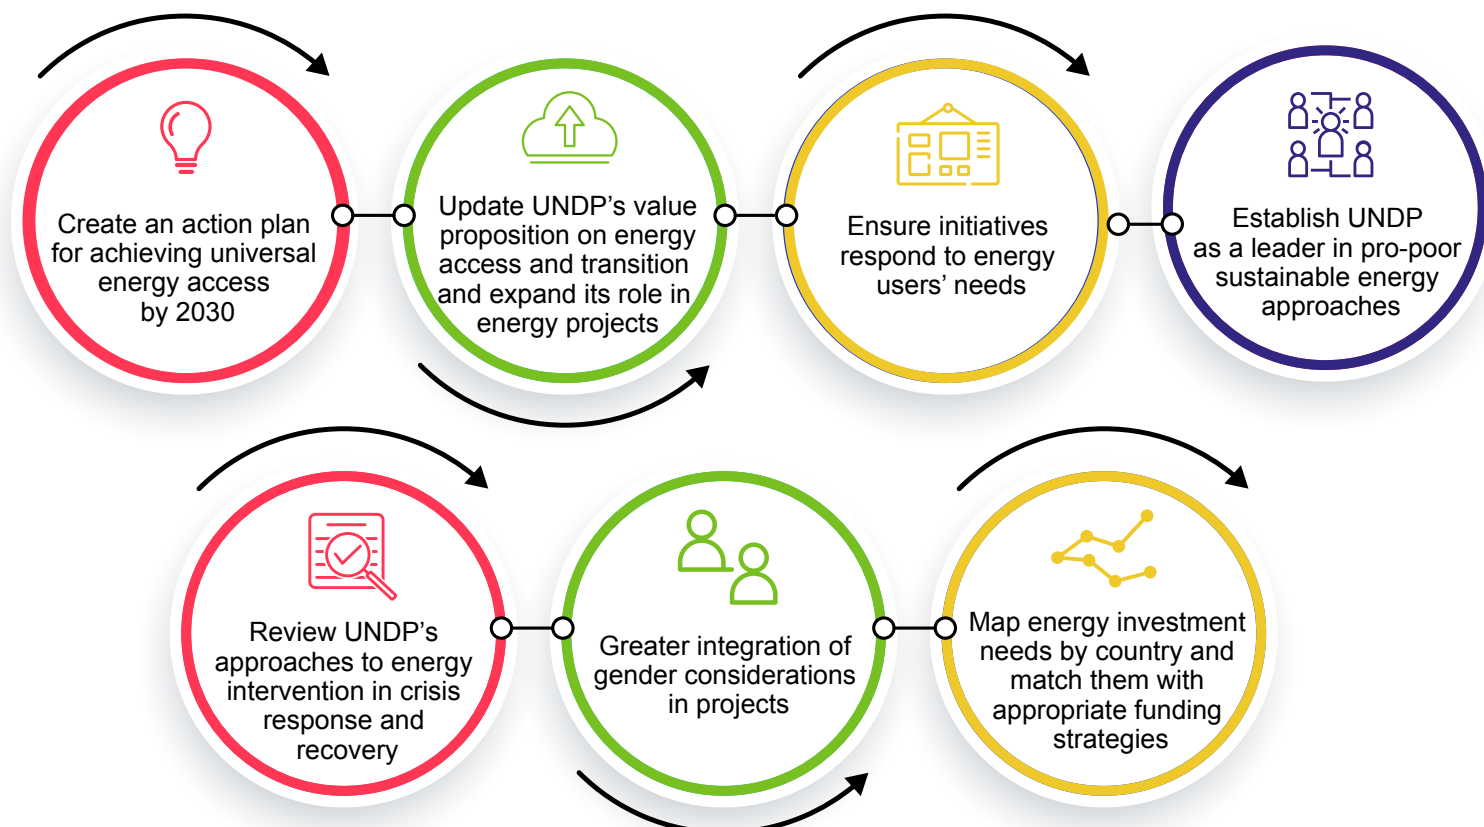 Create an action plan
for achieving universal
energy access
by 2030
Update UNDP’s value
proposition on energy
access and transition
and expand its role in
energy projects
Ensure initiatives
respond to energy
users’ needs
Establish UNDP
as a leader in pro-poor
sustainable energy
approaches
Review UNDP’s
approaches to energy
intervention in crisis
response and
recovery
Greater integration of
gender considerations
in projects
Map energy investment
needs by country and
match them with
appropriate funding
strategies